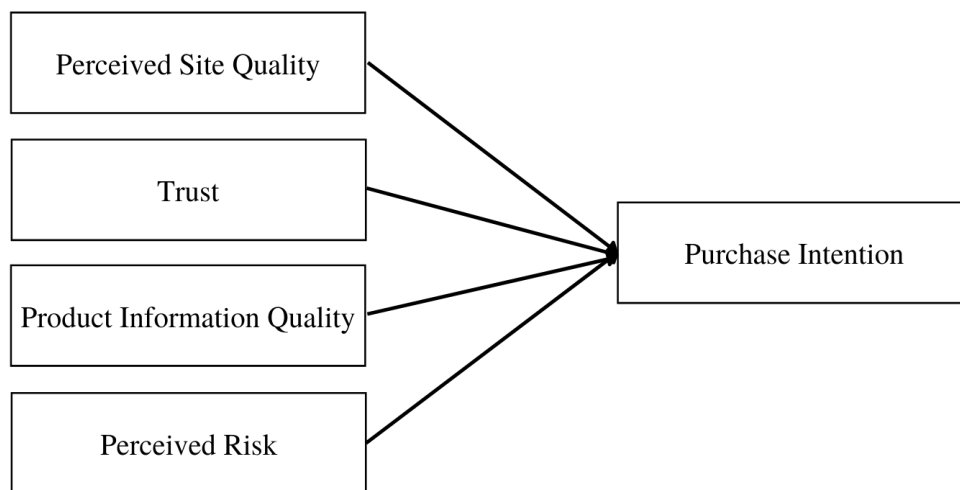 Perceived Site Quality
Trust
Product Information Quality
Perceived Risk
Purchase Intention